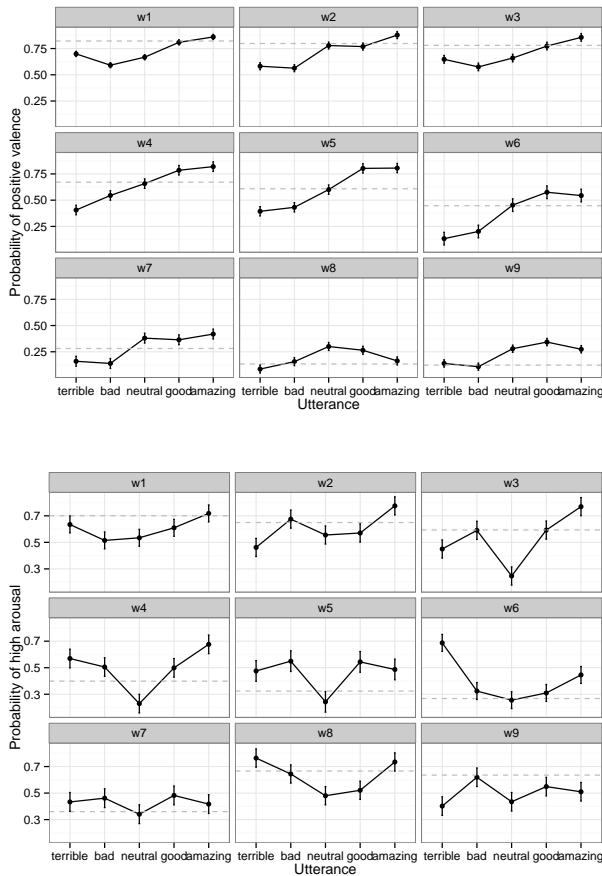 w1 w2 w3
0.75
0.50
0.25
w4 w5 w6
0.75
0.50
0.25
w7 w8 w9
0.75
0.50
0.25
terrible bad neutral good amazing terrible bad neutral good amazing terrible bad neutral good amazing
Utterance
Probability of positive valence
w1 w2 w3
0.7
0.5
0.3
w4 w5 w6
0.7
0.5
0.3
w7 w8 w9
0.7
0.5
0.3
terrible bad neutral good amazing terrible bad neutral good amazing terrible bad neutral good amazing
Utterance
Probability of high arousal